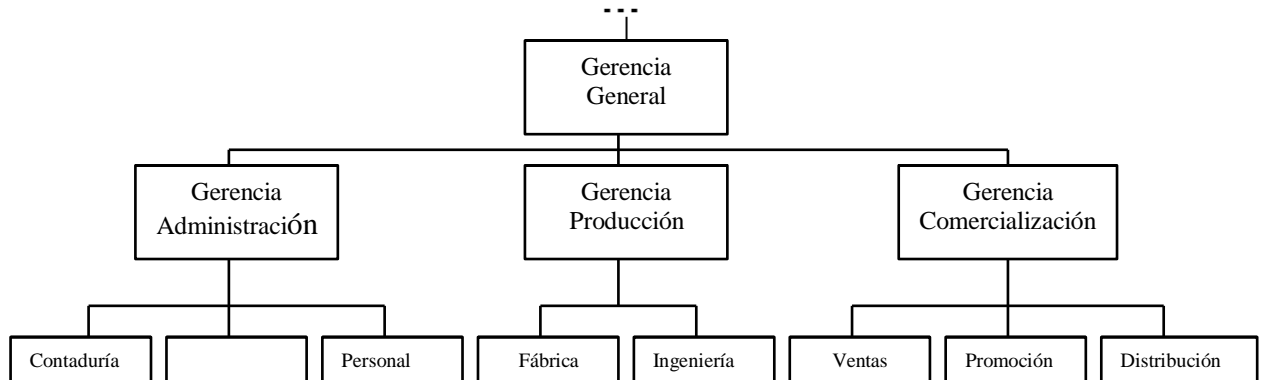 ---
Gerencia
General
Gerencia
Administración
Gerencia
Producción
Gerencia
Comercialización
Contaduría
Personal
Fábrica
Ingeniería
Ventas
Promoción
Distribución